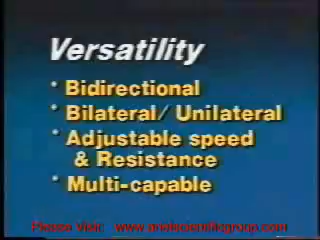 Versatility
* Bidirectional
* Bilateral/ Unilateral
* Adjustable speed
& Resistance
* Multi-capable
Please Visit: